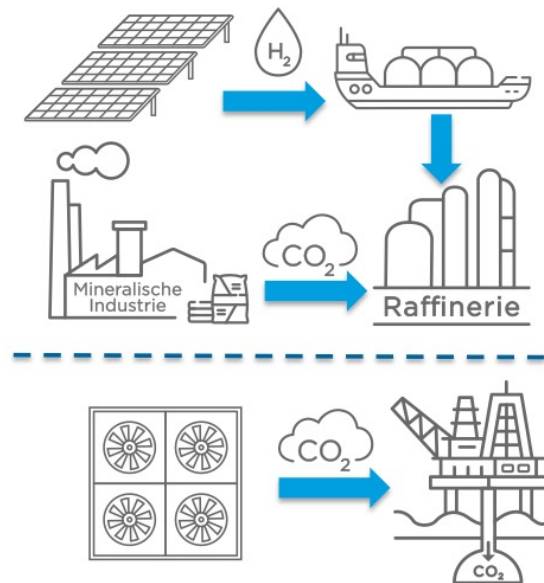 H₂
Mineralische
Industrie
CO₂
Raffinerie
CO₂
CO₂